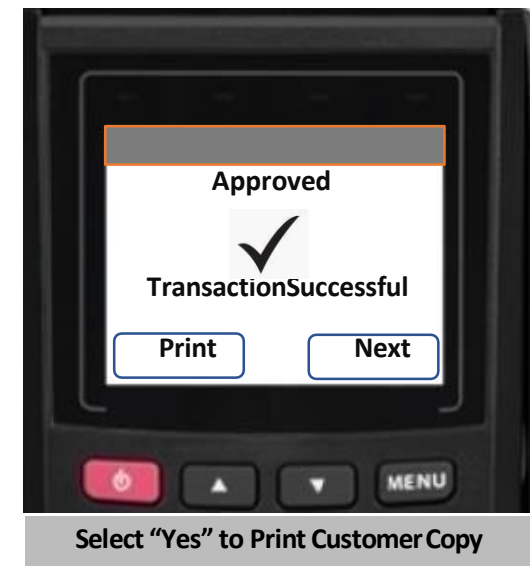 Approved
TransactionSuccessful
Print Next
MENU
Select “Yes” to Print Customer Copy